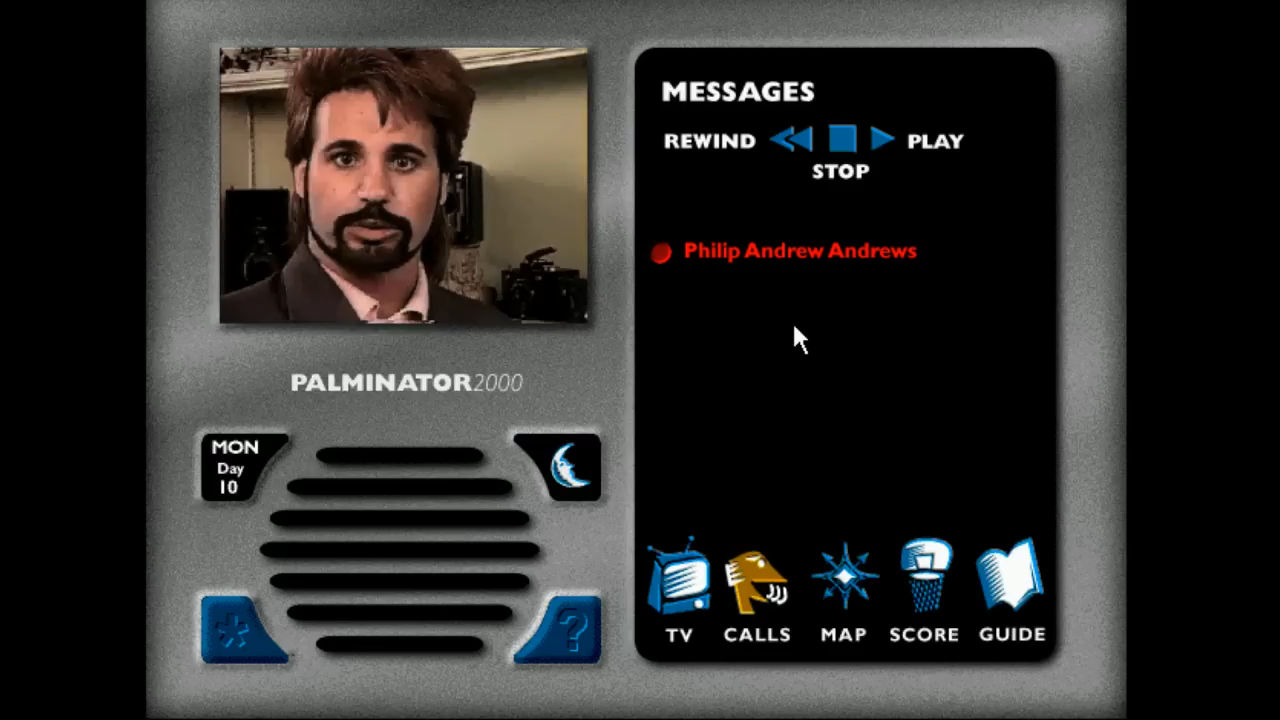 MESSAGES
REWIND PLAY
STOP
Philip Andrew Andrews
PALMINATOR2000
MON
Day
10
*
?
TV CALLS MAP SCORE GUIDE